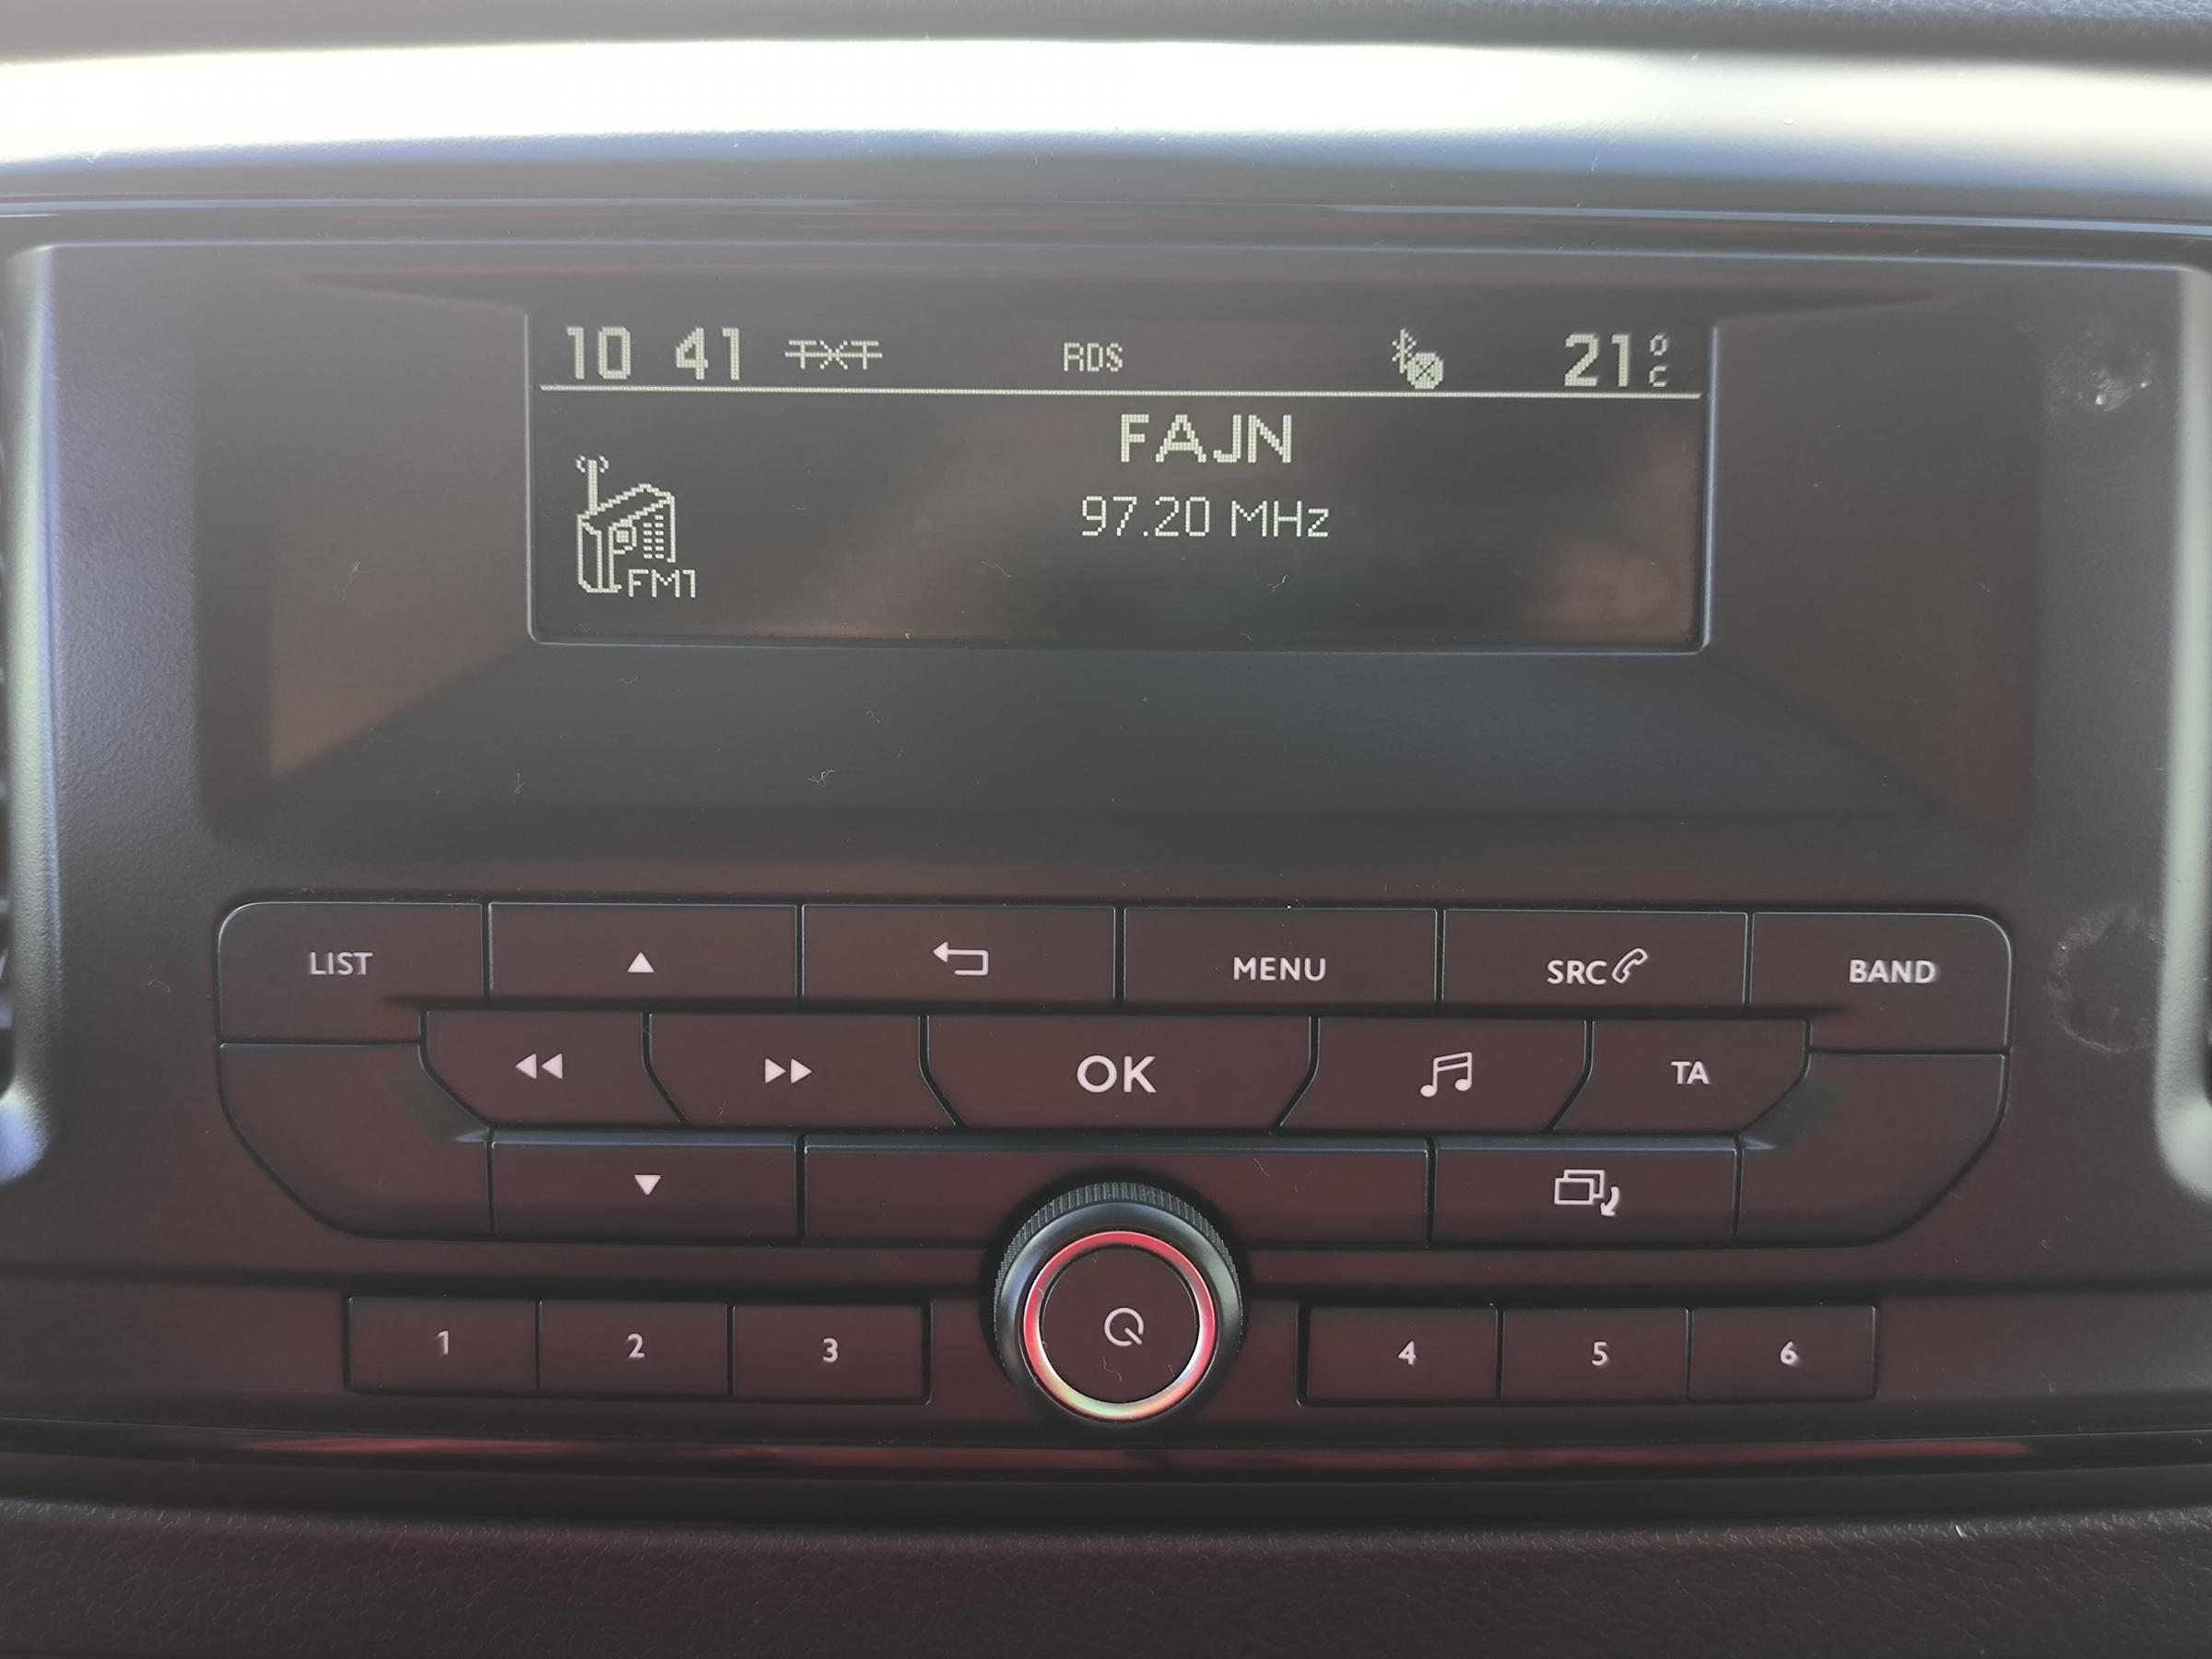 10 41 TXT RDS 21°C
FAJN
97.20 MHz
FM1
LIST MENU SRC BAND
OK TA
1 2 3 4 5 6